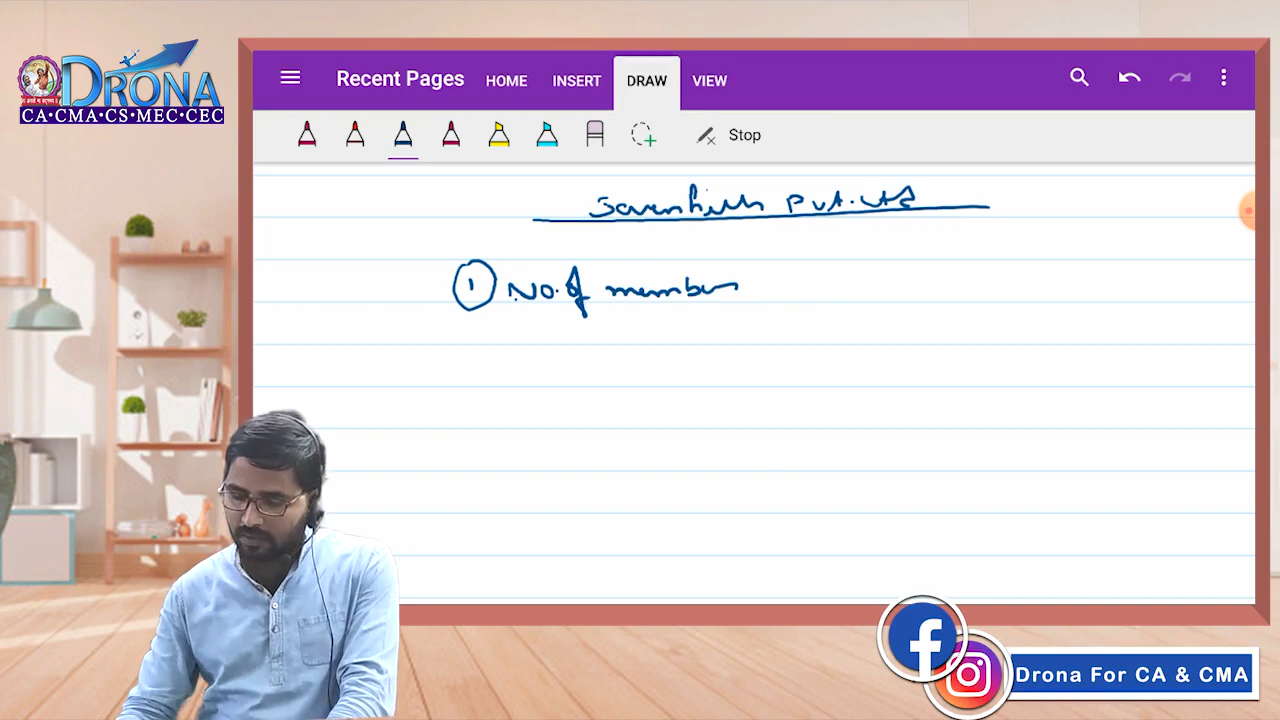 DRONA
CA•CMA•CS•MEC•CEC
Recent Pages HOME INSERT DRAW VIEW
Stop
Sevenhills Pvt. Ltd
1 No. of members
Drona For CA & CMA